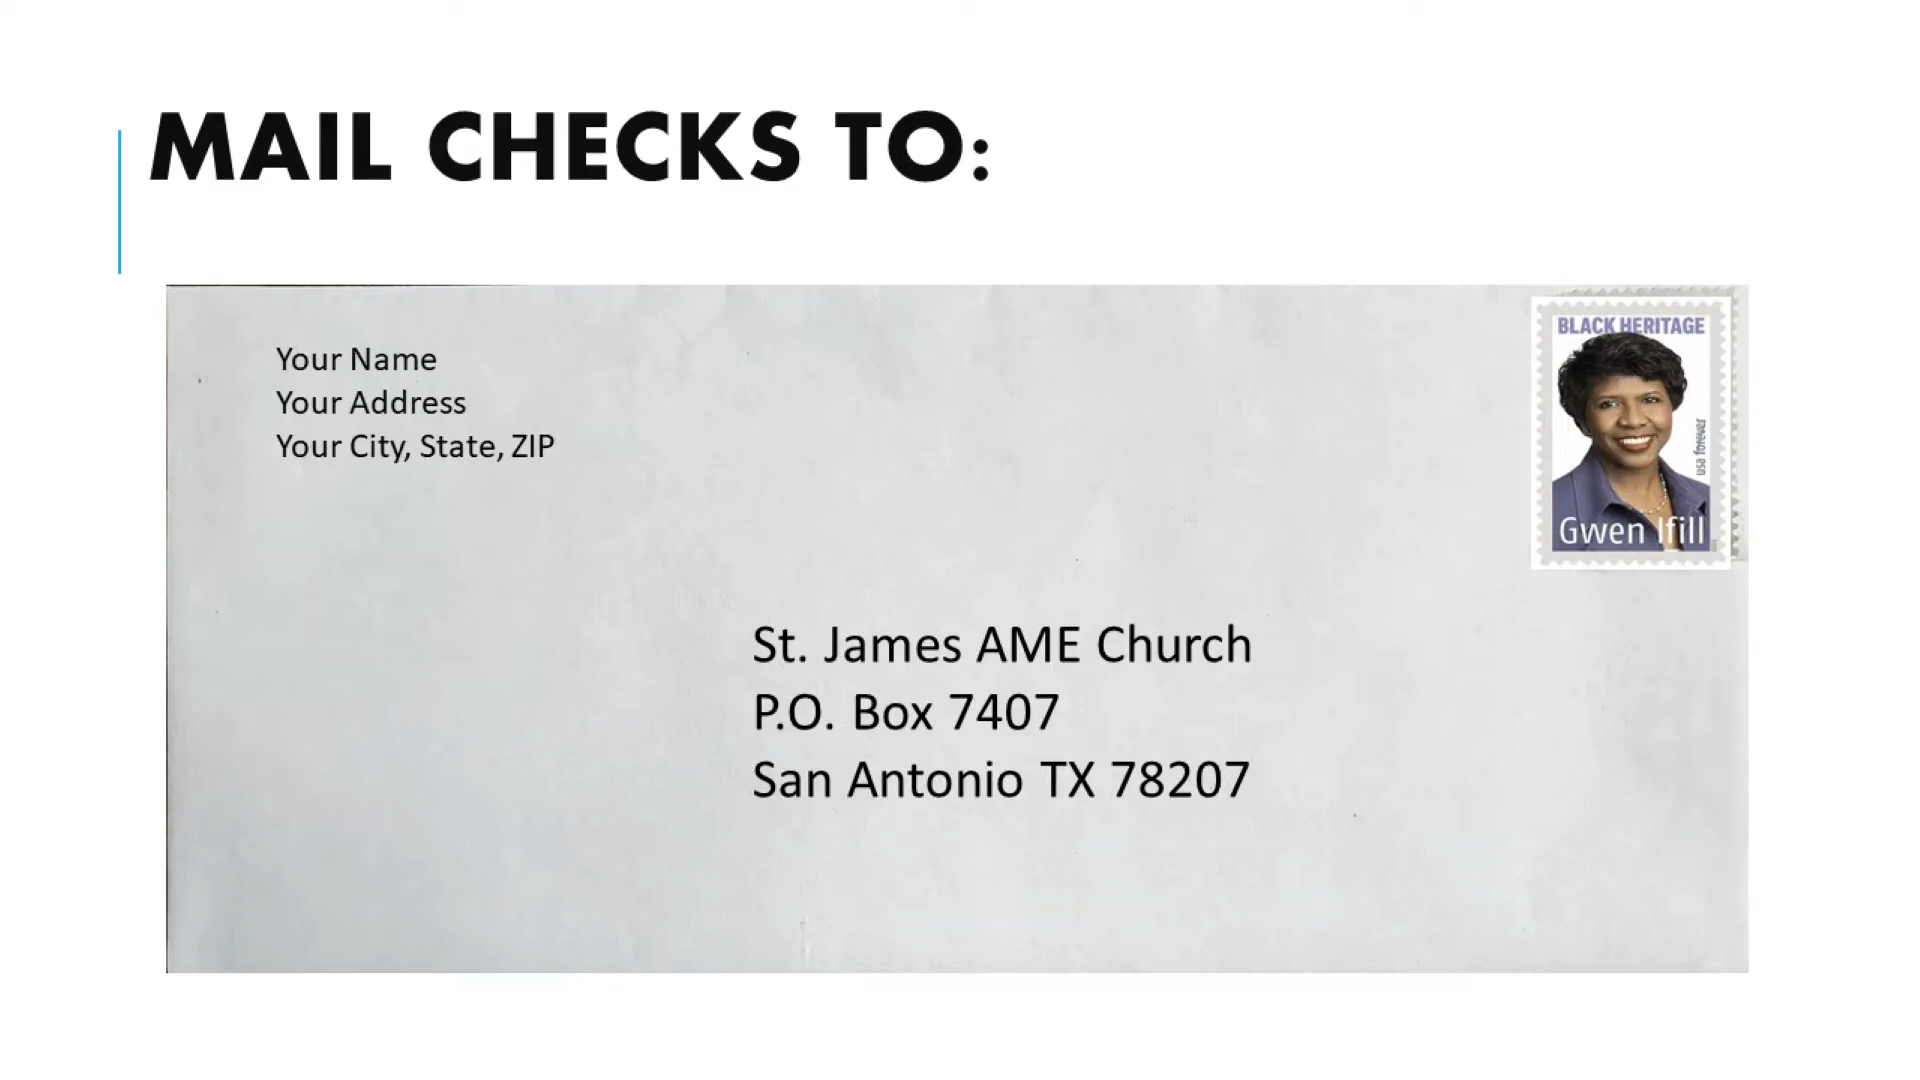 MAIL CHECKS TO:
Your Name
Your Address
Your City, State, ZIP
BLACK HERITAGE
usa forever
Gwen Ifill
St. James AME Church
P.O. Box 7407
San Antonio TX 78207